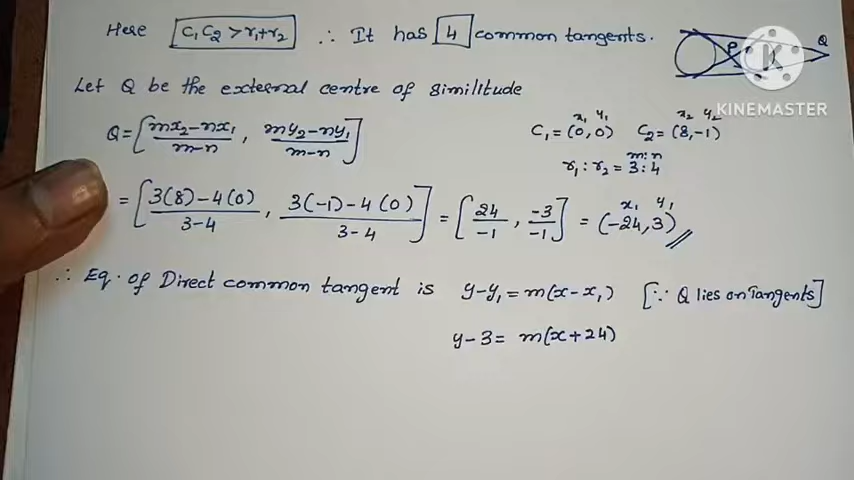 Here C₁C₂ > r₁+r₂ ∴ It has 4 common tangents.
P Q
KINEMASTER
Let Q be the external centre of similitude
Q = [mx₂-nx₁/m-n, my₂-ny₁/m-n]
x₁ y₁ x₂ y₂
C₁ = (0,0) C₂ = (8,-1)
m:n
r₁:r₂ = 3:4
= [3(8)-4(0)/3-4, 3(-1)-4(0)/3-4] = [24/-1, -3/-1] = (-24,3)
x₁ y₁
∴ Eq. of Direct common tangent is y-y₁ = m(x-x₁) [∵ Q lies on Tangents]
y-3 = m(x+24)